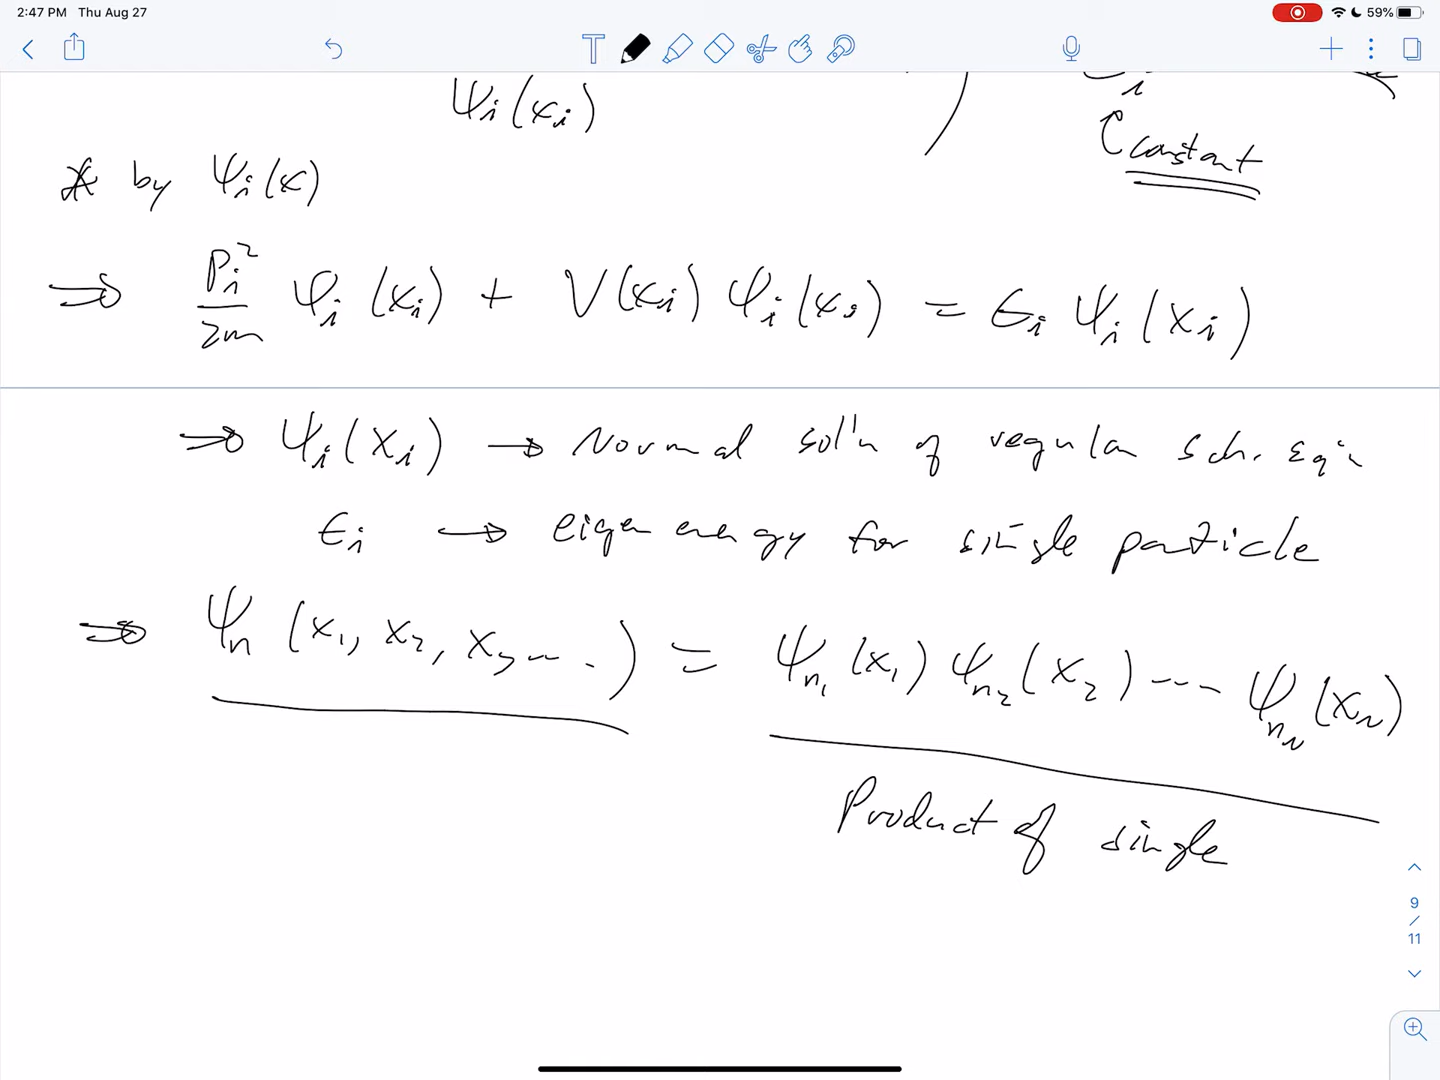 2:47 PM Thu Aug 27
59%
T
ψᵢ(xᵢ)
constant
* by ψᵢ(x)
⇒ Pᵢ²/2m ψᵢ(xᵢ) + V(xᵢ) ψᵢ(xᵢ) = ϵᵢ ψᵢ(xᵢ)
⇒ ψᵢ(xᵢ) → Normal sol'n of regular sch. Eq'n
ϵᵢ → eigen energy for single particle
⇒ ψₙ (x₁, x₂, x₃ --- ) = ψₙ₁(x₁) ψₙ₂(x₂) --- ψₙ_N(x_N)
Product of single
9
/
11